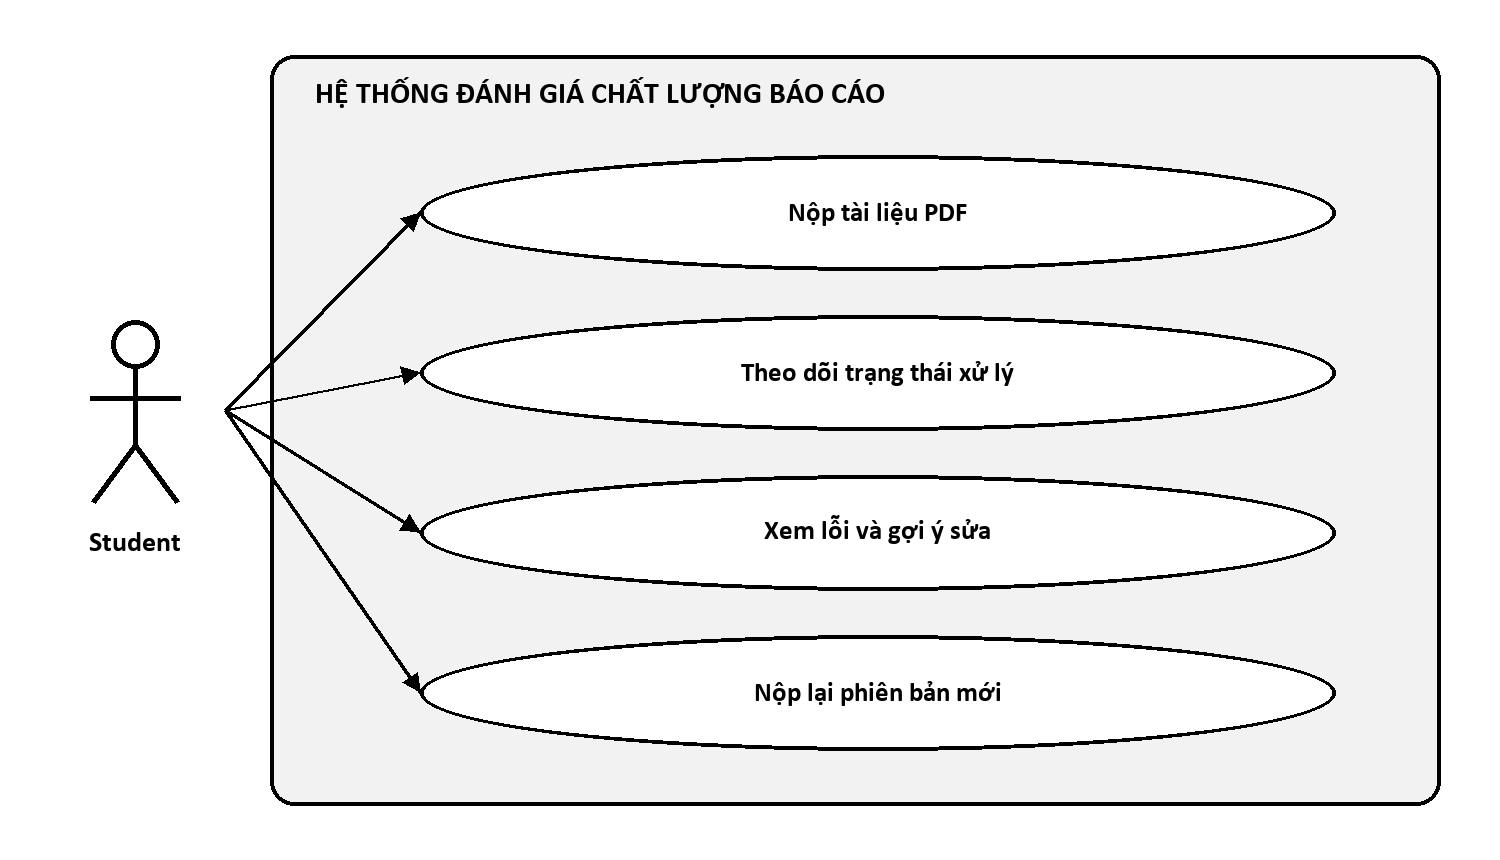 HỆ THỐNG ĐÁNH GIÁ CHẤT LƯỢNG BÁO CÁO
Nộp tài liệu PDF
Theo dõi trạng thái xử lý
Xem lỗi và gợi ý sửa
Student
Nộp lại phiên bản mới